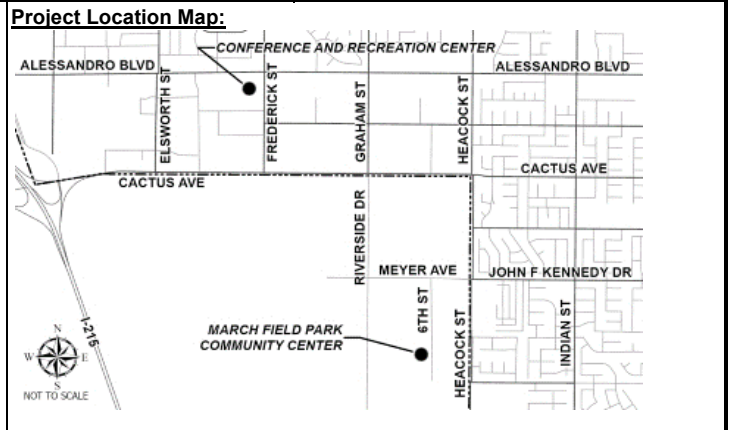 Project Location Map:
CONFERENCE AND RECREATION CENTER
ALESSANDRO BLVD
ALESSANDRO BLVD
ELSWORTH ST
FREDERICK ST
GRAHAM ST
HEACOCK ST
CACTUS AVE
CACTUS AVE
RIVERSIDE DR
MEYER AVE
JOHN F KENNEDY DR
6TH ST
HEACOCK ST
INDIAN ST
I-215
MARCH FIELD PARK
COMMUNITY CENTER
N
W
E
S
NOT TO SCALE